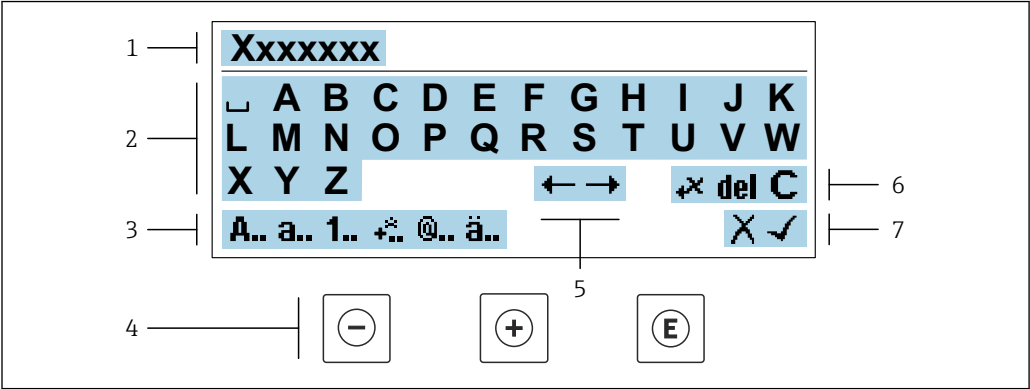 1 Xxxxxxx
2 ⎵ A B C D E F G H I J K
L M N O P Q R S T U V W
X Y Z ← → +× del C 6
3 A.. a.. 1.. +×.. @.. ä.. X ✓ 7
5
4 − + E